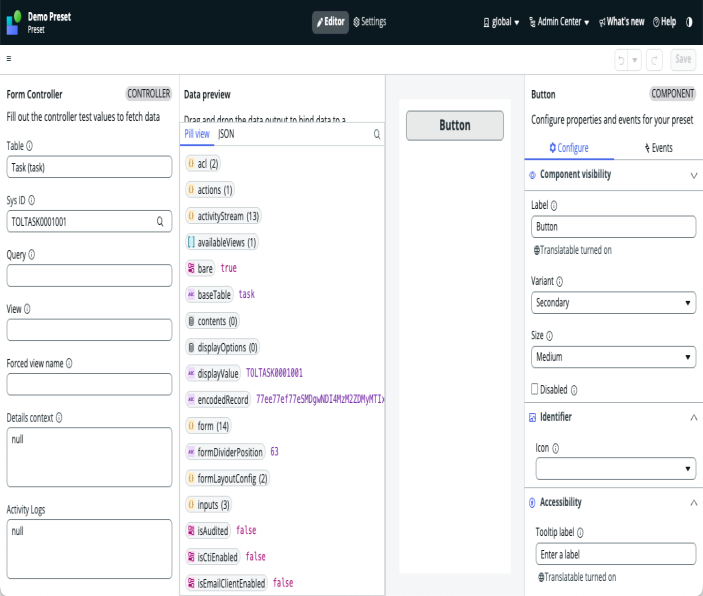 Demo Preset
Preset
Editor
Settings
global
Admin Center
What's new
Help
Save
Form Controller
CONTROLLER
Fill out the controller test values to fetch data
Table
Task (task)
Sys ID
TOLTASK0001001
Query
View
Forced view name
Details context
null
Activity Logs
null
Data preview
Drag and drop the data output to bind data to a
Pill view
JSON
acl (2)
actions (1)
activityStream (13)
availableViews (1)
bare true
baseTable task
contents (0)
displayOptions (0)
displayValue TOLTASK0001001
encodedRecord 77ee77ef77eSMDgwNDI4MzM2ZDMyMTIx
form (14)
formDividerPosition 63
formLayoutConfig (2)
inputs (3)
isAudited false
isCtiEnabled false
isEmailClientEnabled false
Button
Button
COMPONENT
Configure properties and events for your preset
Configure
Events
Component visibility
Label
Button
Translatable turned on
Variant
Secondary
Size
Medium
Disabled
Identifier
Icon
Accessibility
Tooltip label
Enter a label
Translatable turned on